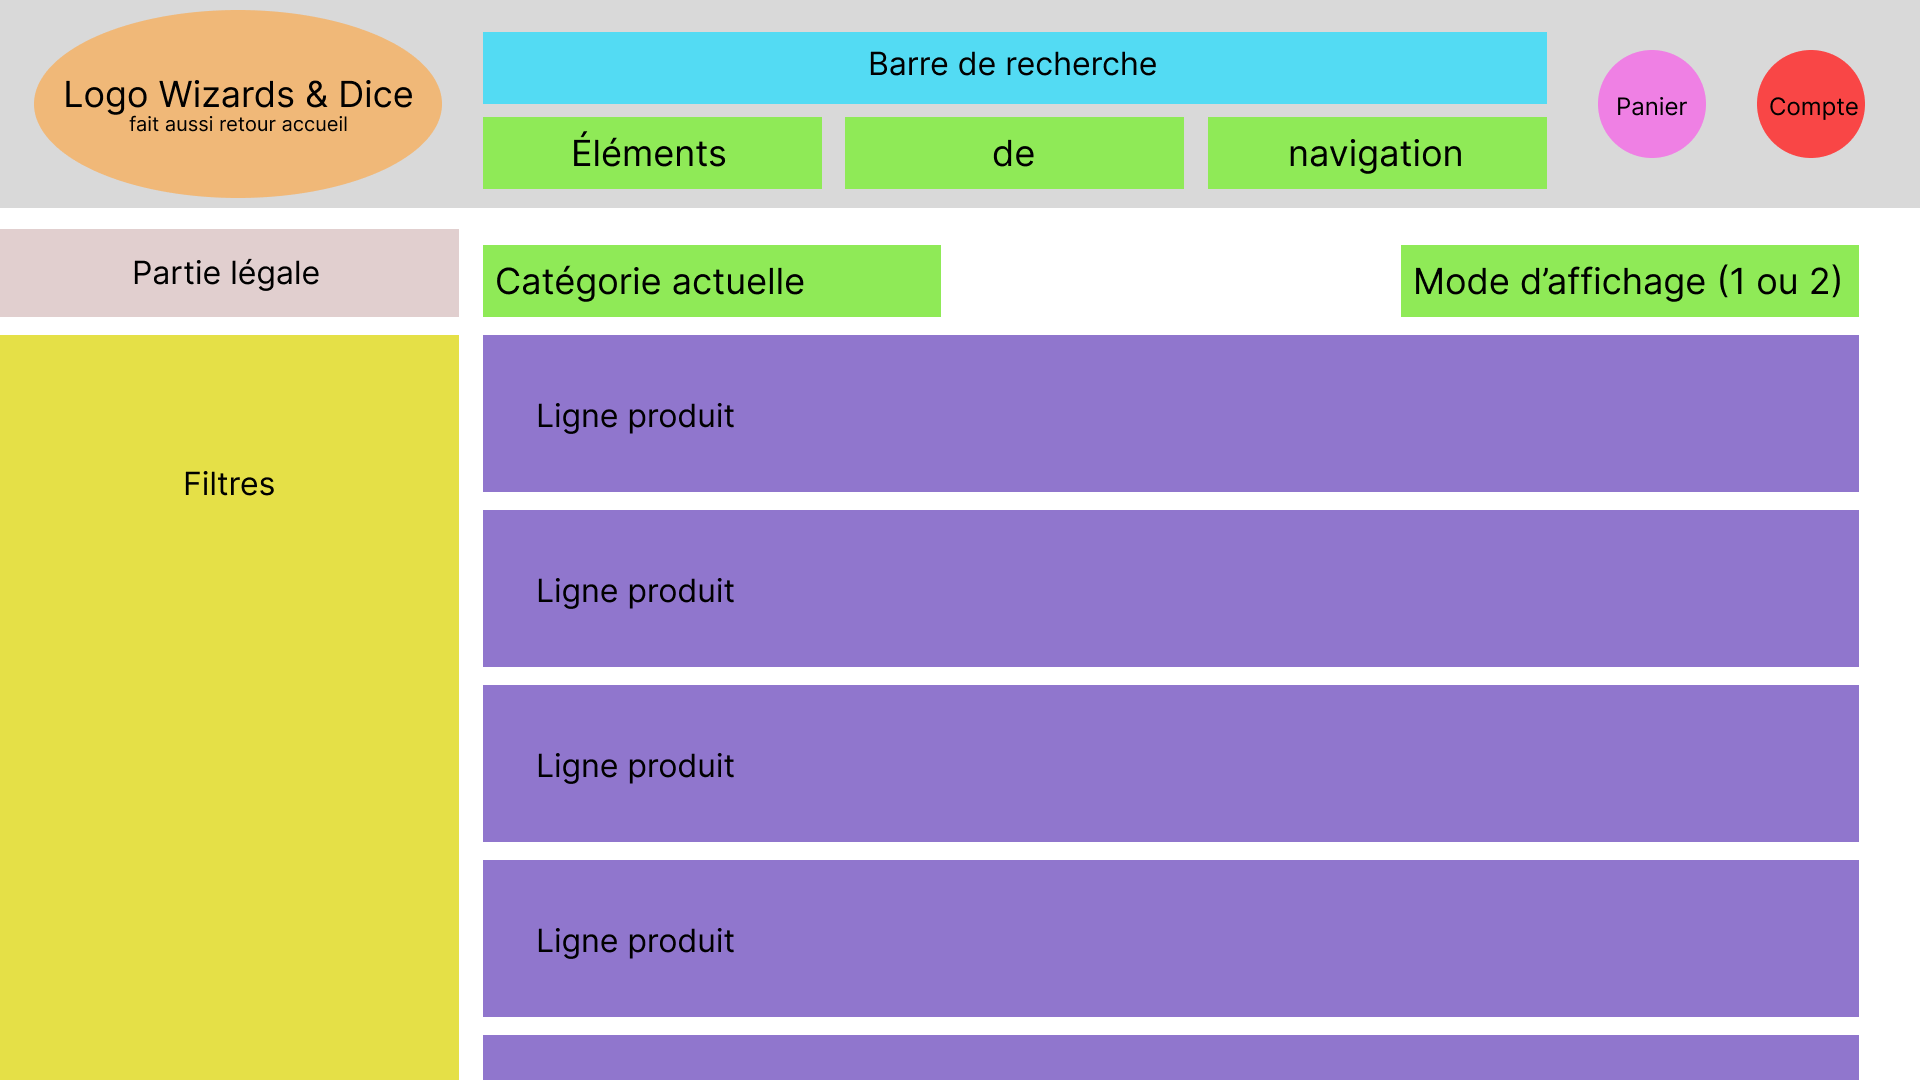 Logo Wizards & Dice
fait aussi retour accueil
Barre de recherche
Éléments
de
navigation
Panier
Compte
Partie légale
Catégorie actuelle
Mode d’affichage (1 ou 2)
Filtres
Ligne produit
Ligne produit
Ligne produit
Ligne produit